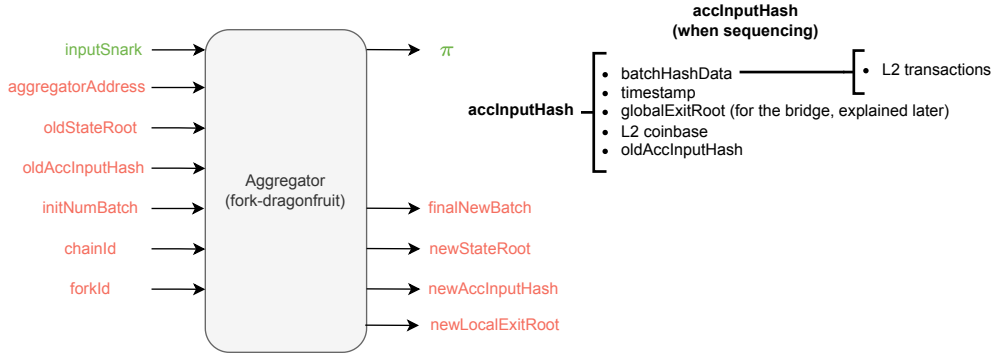 inputSnark
aggregatorAddress
oldStateRoot
oldAccInputHash
initNumBatch
chainId
forkId
Aggregator
(fork-dragonfruit)
π
finalNewBatch
newStateRoot
newAccInputHash
newLocalExitRoot
accInputHash
(when sequencing)
accInputHash
• batchHashData
• timestamp
• globalExitRoot (for the bridge, explained later)
• L2 coinbase
• oldAccInputHash
• L2 transactions